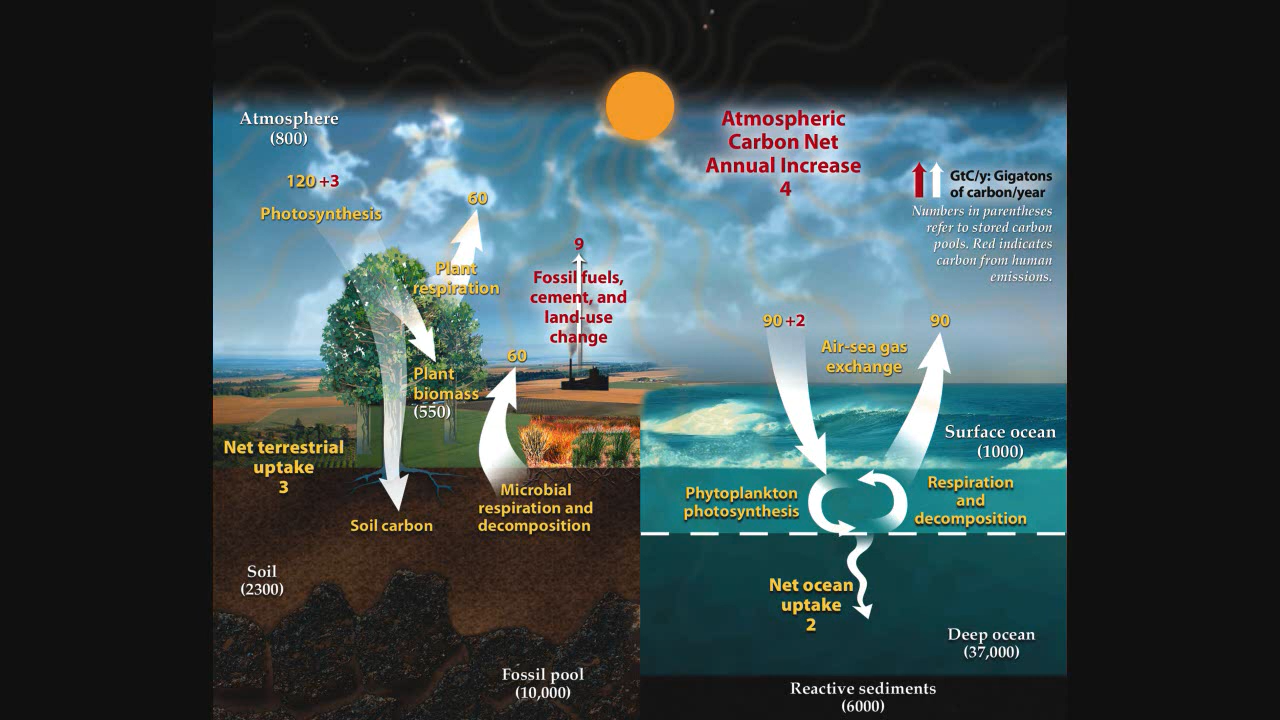 Atmosphere
(800)
120 +3
Photosynthesis
60
Plant
respiration
9
Fossil fuels,
cement, and
land-use
change
60
Plant
biomass
(550)
Net terrestrial
uptake
3
Soil carbon
Microbial
respiration and
decomposition
Soil
(2300)
Fossil pool
(10,000)
Atmospheric
Carbon Net
Annual Increase
4
GtC/y: Gigatons
of carbon/year
Numbers in parentheses
refer to stored carbon
pools. Red indicates
carbon from human
emissions.
90 +2
Air-sea gas
exchange
90
Surface ocean
(1000)
Phytoplankton
photosynthesis
Respiration
and
decomposition
Net ocean
uptake
2
Deep ocean
(37,000)
Reactive sediments
(6000)